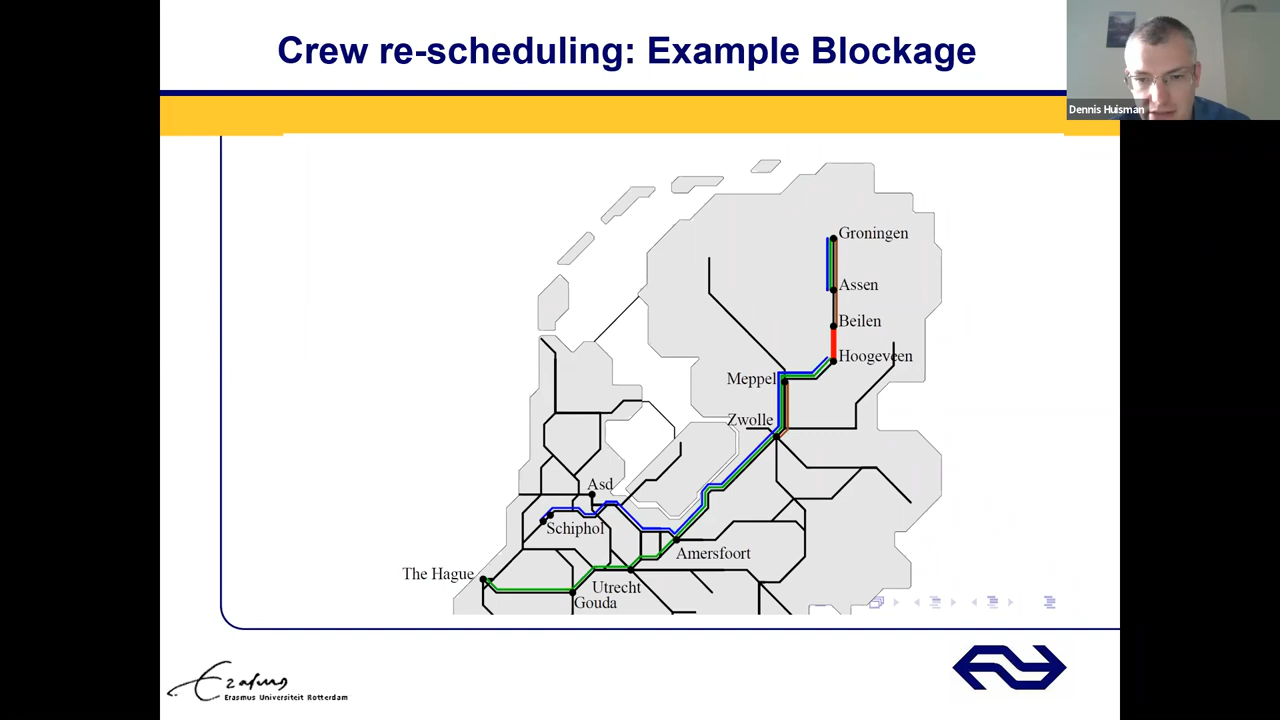 Crew re-scheduling: Example Blockage
Dennis Huisman
Groningen
Assen
Beilen
Hoogeveen
Meppel
Zwolle
Asd
Schiphol
Amersfoort
The Hague
Utrecht
Gouda
Erasmus
Erasmus Universiteit Rotterdam